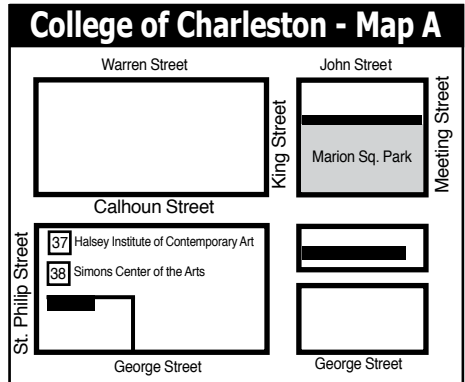 College of Charleston - Map A
Warren Street
John Street
King Street
Meeting Street
Marion Sq. Park
Calhoun Street
St. Philip Street
37 Halsey Institute of Contemporary Art
38 Simons Center of the Arts
George Street
George Street